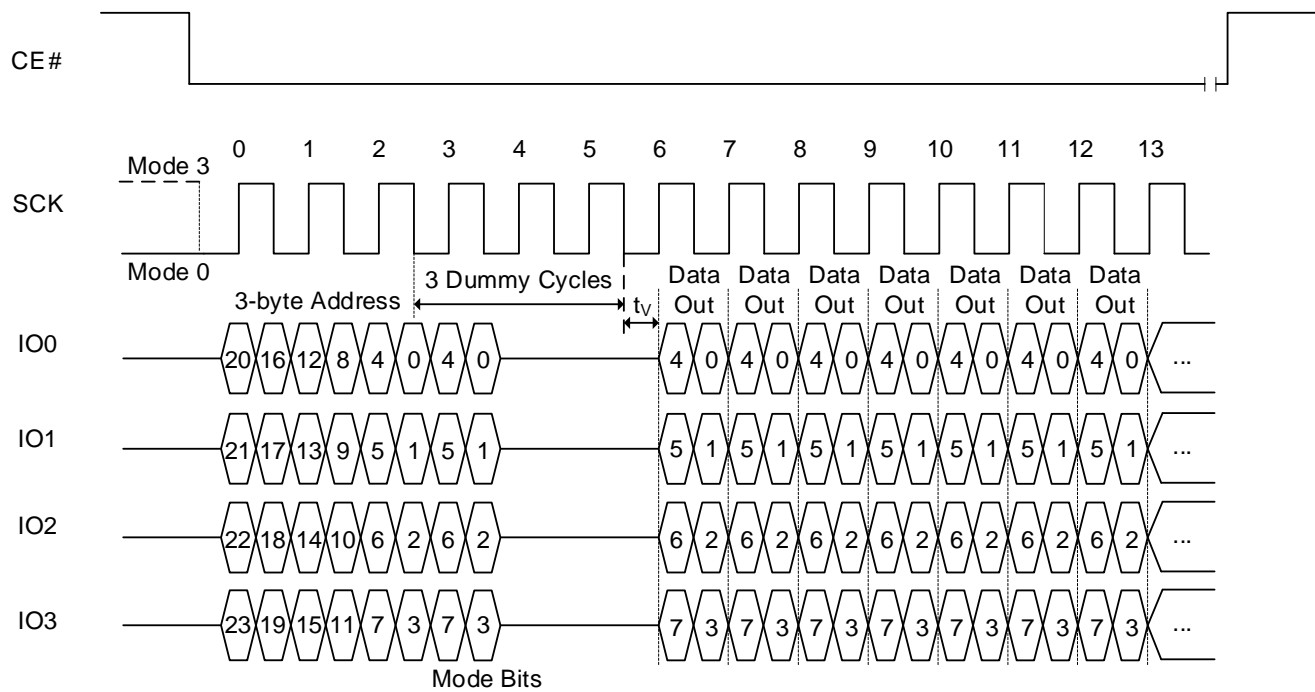 CE#
0 1 2 3 4 5 6 7 8 9 10 11 12 13
Mode 3
SCK
Mode 0
3 Dummy Cycles
Data Data Data Data Data Data Data
3-byte Address
tV
Out Out Out Out Out Out Out
IO0
20 16 12 8 4 0 4 0 4 0 4 0 4 0 4 0 4 0 4 0 4 0 ...
IO1
21 17 13 9 5 1 5 1 5 1 5 1 5 1 5 1 5 1 5 1 5 1 ...
IO2
22 18 14 10 6 2 6 2 6 2 6 2 6 2 6 2 6 2 6 2 6 2 ...
IO3
23 19 15 11 7 3 7 3 7 3 7 3 7 3 7 3 7 3 7 3 7 3 ...
Mode Bits